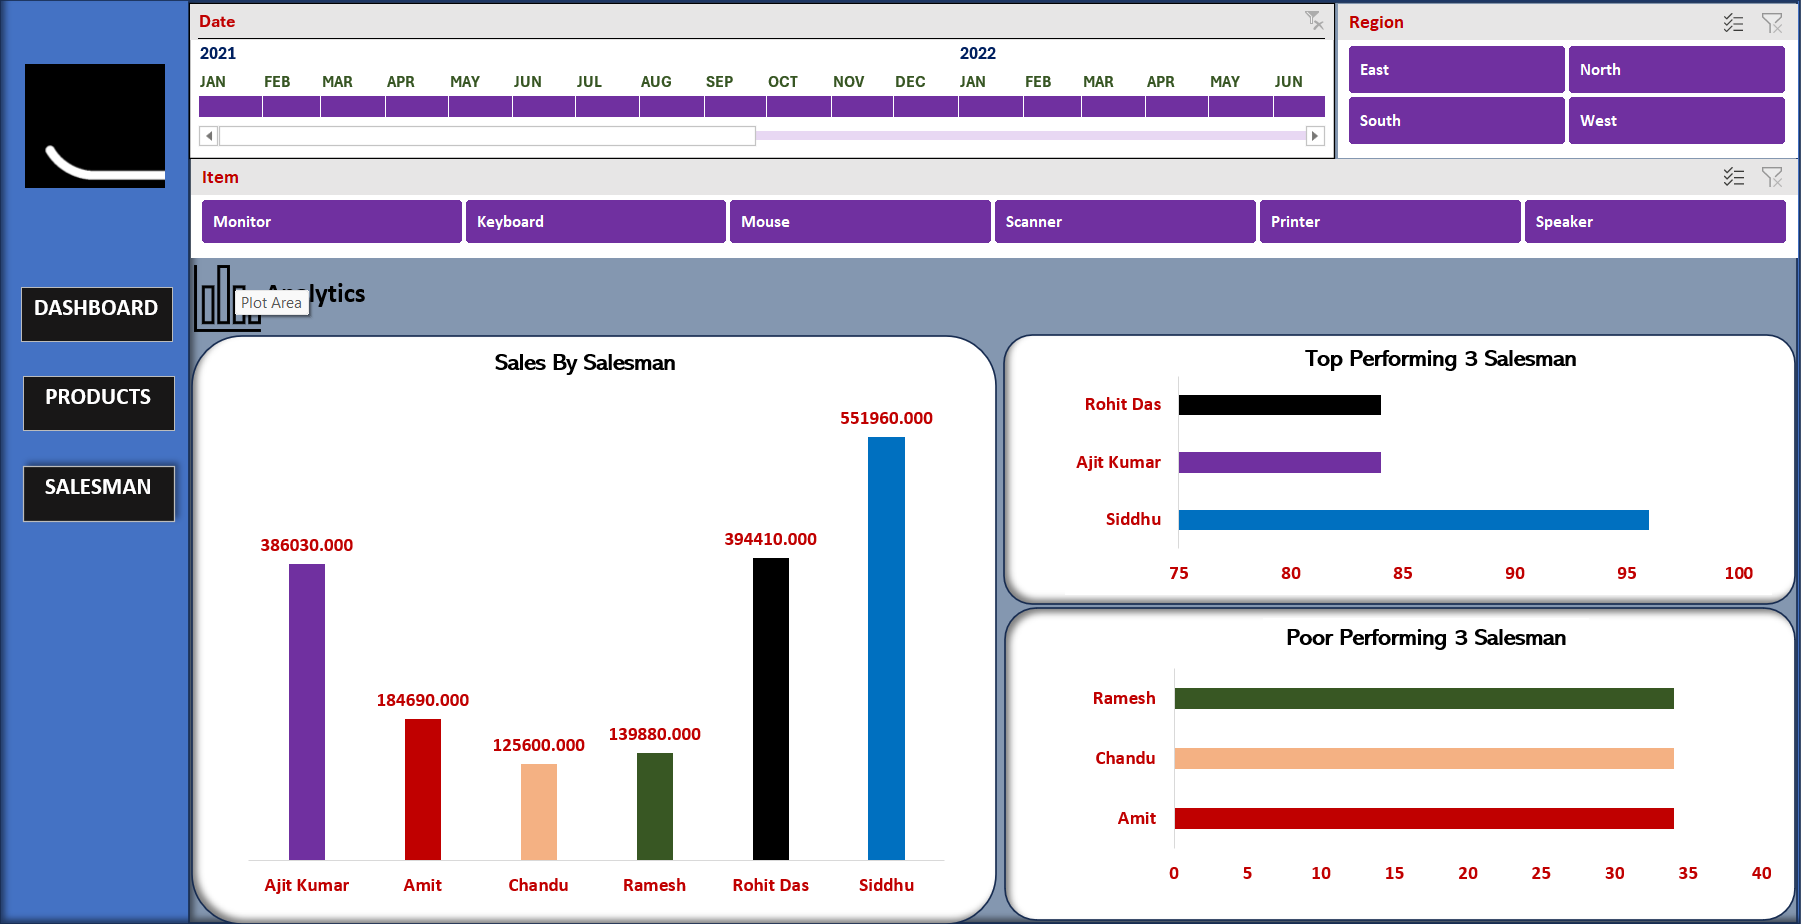 Date
2021 2022
JAN FEB MAR APR MAY JUN JUL AUG SEP OCT NOV DEC JAN FEB MAR APR MAY JUN
Region
East North
South West
Item
Monitor Keyboard Mouse Scanner Printer Speaker
DASHBOARD
PRODUCTS
SALESMAN
Plot Area
Sales By Salesman
551960.000
386030.000
394410.000
184690.000
125600.000
139880.000
Ajit Kumar Amit Chandu Ramesh Rohit Das Siddhu
Top Performing 3 Salesman
Rohit Das
Ajit Kumar
Siddhu
75 80 85 90 95 100
Poor Performing 3 Salesman
Ramesh
Chandu
Amit
0 5 10 15 20 25 30 35 40